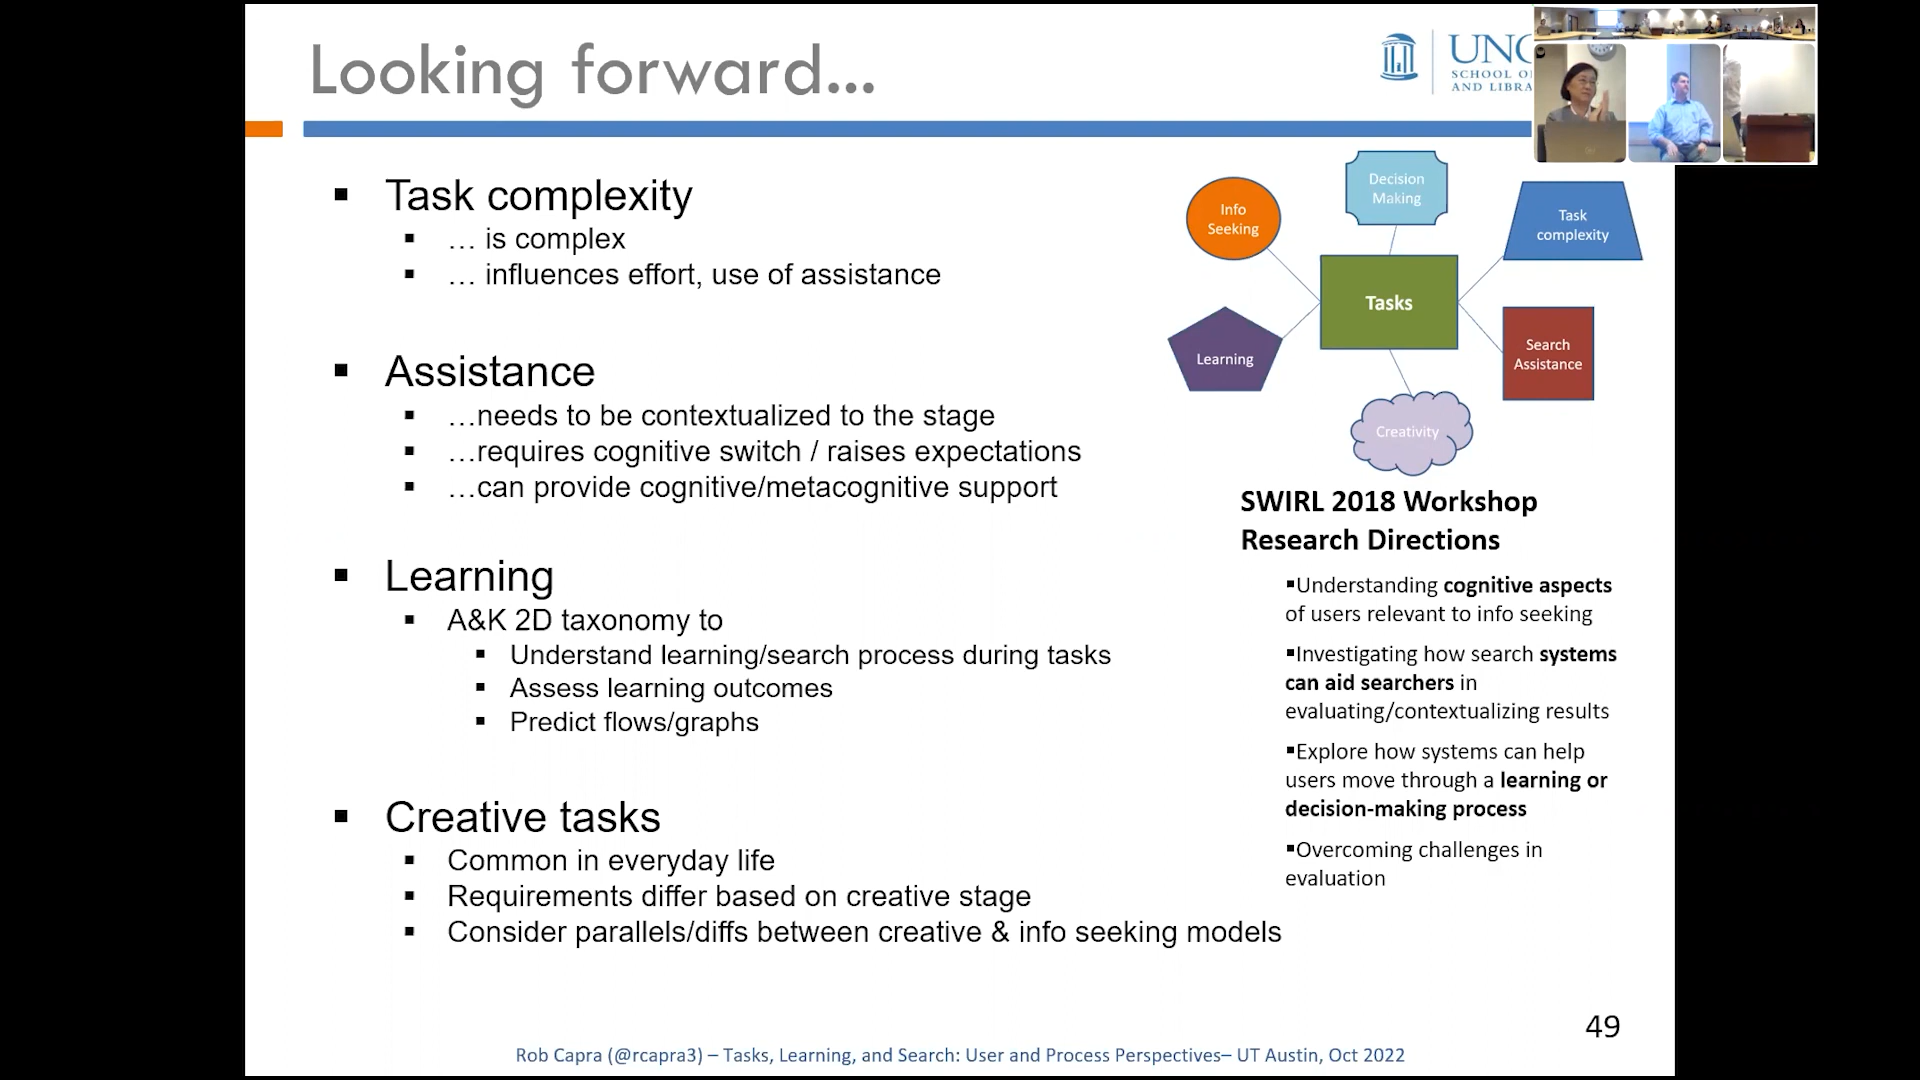 Looking forward...
UNC
SCHOOL O
AND LIBRA
Task complexity
… is complex
… influences effort, use of assistance
Assistance
…needs to be contextualized to the stage
…requires cognitive switch / raises expectations
…can provide cognitive/metacognitive support
Learning
A&K 2D taxonomy to
Understand learning/search process during tasks
Assess learning outcomes
Predict flows/graphs
Creative tasks
Common in everyday life
Requirements differ based on creative stage
Consider parallels/diffs between creative & info seeking models
Info
Seeking
Decision
Making
Task
complexity
Tasks
Learning
Search
Assistance
Creativity
SWIRL 2018 Workshop
Research Directions
Understanding cognitive aspects
of users relevant to info seeking
Investigating how search systems
can aid searchers in
evaluating/contextualizing results
Explore how systems can help
users move through a learning or
decision-making process
Overcoming challenges in
evaluation
49
Rob Capra (@rcapra3) – Tasks, Learning, and Search: User and Process Perspectives– UT Austin, Oct 2022